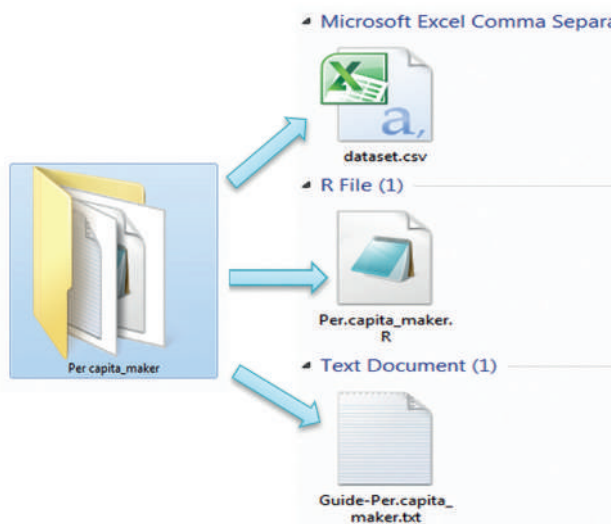 Microsoft Excel Comma Separa
dataset.csv
R File (1)
Per.capita_maker.
R
Per capita_maker
Text Document (1)
Guide-Per.capita_
maker.txt